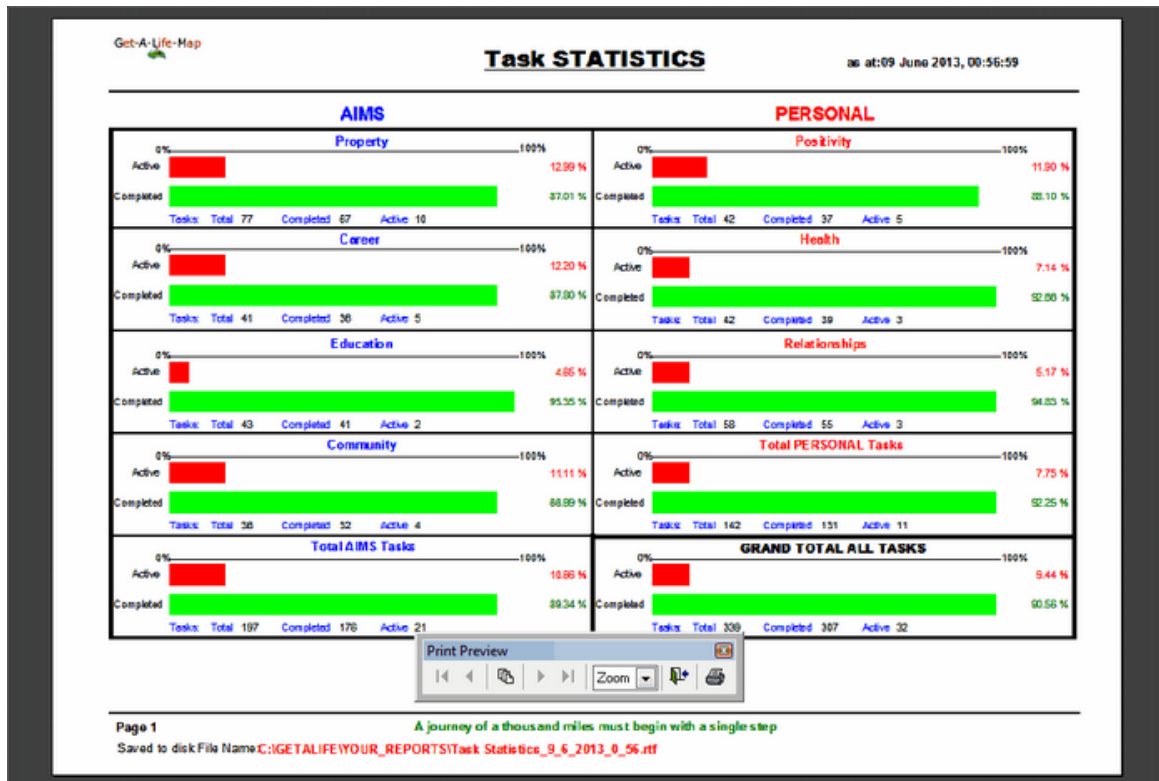 Get-A-Life-Map
Task STATISTICS
as at:09 June 2013, 00:56:59
AIMS
Property
0% 100%
Active 12.99 %
Completed 87.01 %
Tasks: Total 77 Completed 67 Active 10
Career
0% 100%
Active 12.20 %
Completed 87.80 %
Tasks: Total 41 Completed 36 Active 5
Education
0% 100%
Active 4.65 %
Completed 95.35 %
Tasks: Total 43 Completed 41 Active 2
Community
0% 100%
Active 11.11 %
Completed 88.89 %
Tasks: Total 36 Completed 32 Active 4
Total AIMS Tasks
0% 100%
Active 10.66 %
Completed 89.34 %
Tasks: Total 197 Completed 176 Active 21
PERSONAL
Positivity
0% 100%
Active 11.90 %
Completed 88.10 %
Tasks: Total 42 Completed 37 Active 5
Health
0% 100%
Active 7.14 %
Completed 92.86 %
Tasks: Total 42 Completed 39 Active 3
Relationships
0% 100%
Active 5.17 %
Completed 94.83 %
Tasks: Total 58 Completed 55 Active 3
Total PERSONAL Tasks
0% 100%
Active 7.75 %
Completed 92.25 %
Tasks: Total 142 Completed 131 Active 11
GRAND TOTAL ALL TASKS
0% 100%
Active 9.44 %
Completed 90.56 %
Tasks: Total 339 Completed 307 Active 32
Print Preview
Zoom
Page 1
A journey of a thousand miles must begin with a single step
Saved to disk File Name:C:\GETALIFE\YOUR_REPORTS\Task Statistics_9_6_2013_0_56.rtf